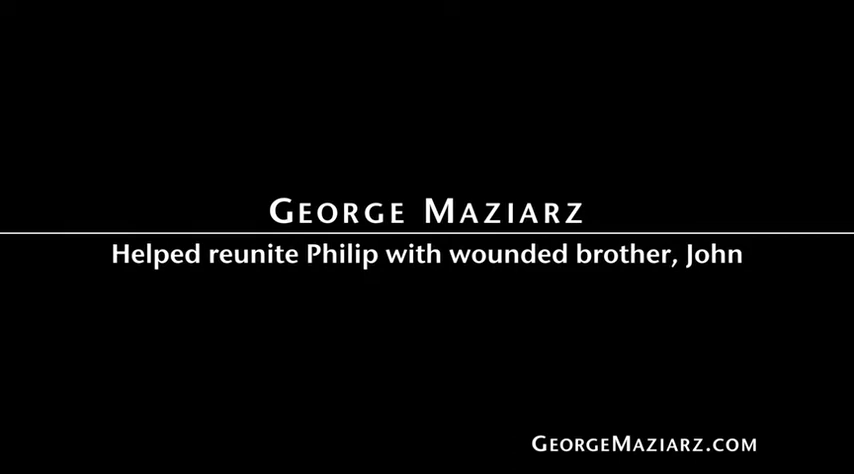 George Maziarz
Helped reunite Philip with wounded brother, John
GeorgeMaziarz.com